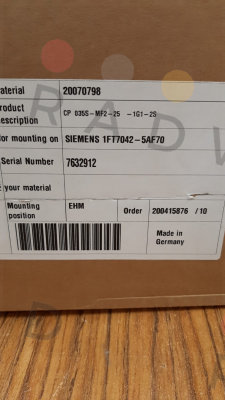 aterial 20070798
roduct
escription CP 035S-MF2-25 -1G1-2S
or mounting on SIEMENS 1FT7042-5AF70
Serial Number 7632912
your material
Mounting
position EHM Order 200415876 /10
Made in
Germany
RADW